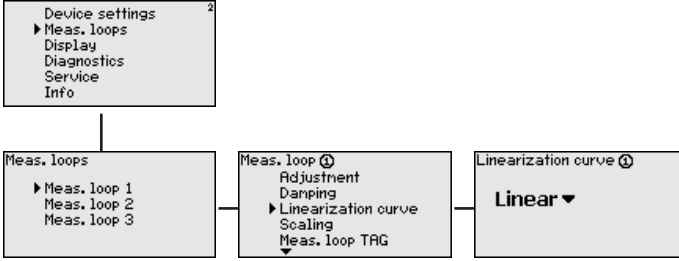 Device settings
2
Meas. loops
Display
Diagnostics
Service
Info
Meas. loops
Meas. loop 1
Meas. loop 2
Meas. loop 3
Meas. loop ①
Adjustment
Damping
Linearization curve
Scaling
Meas. loop TAG
Linearization curve ①
Linear